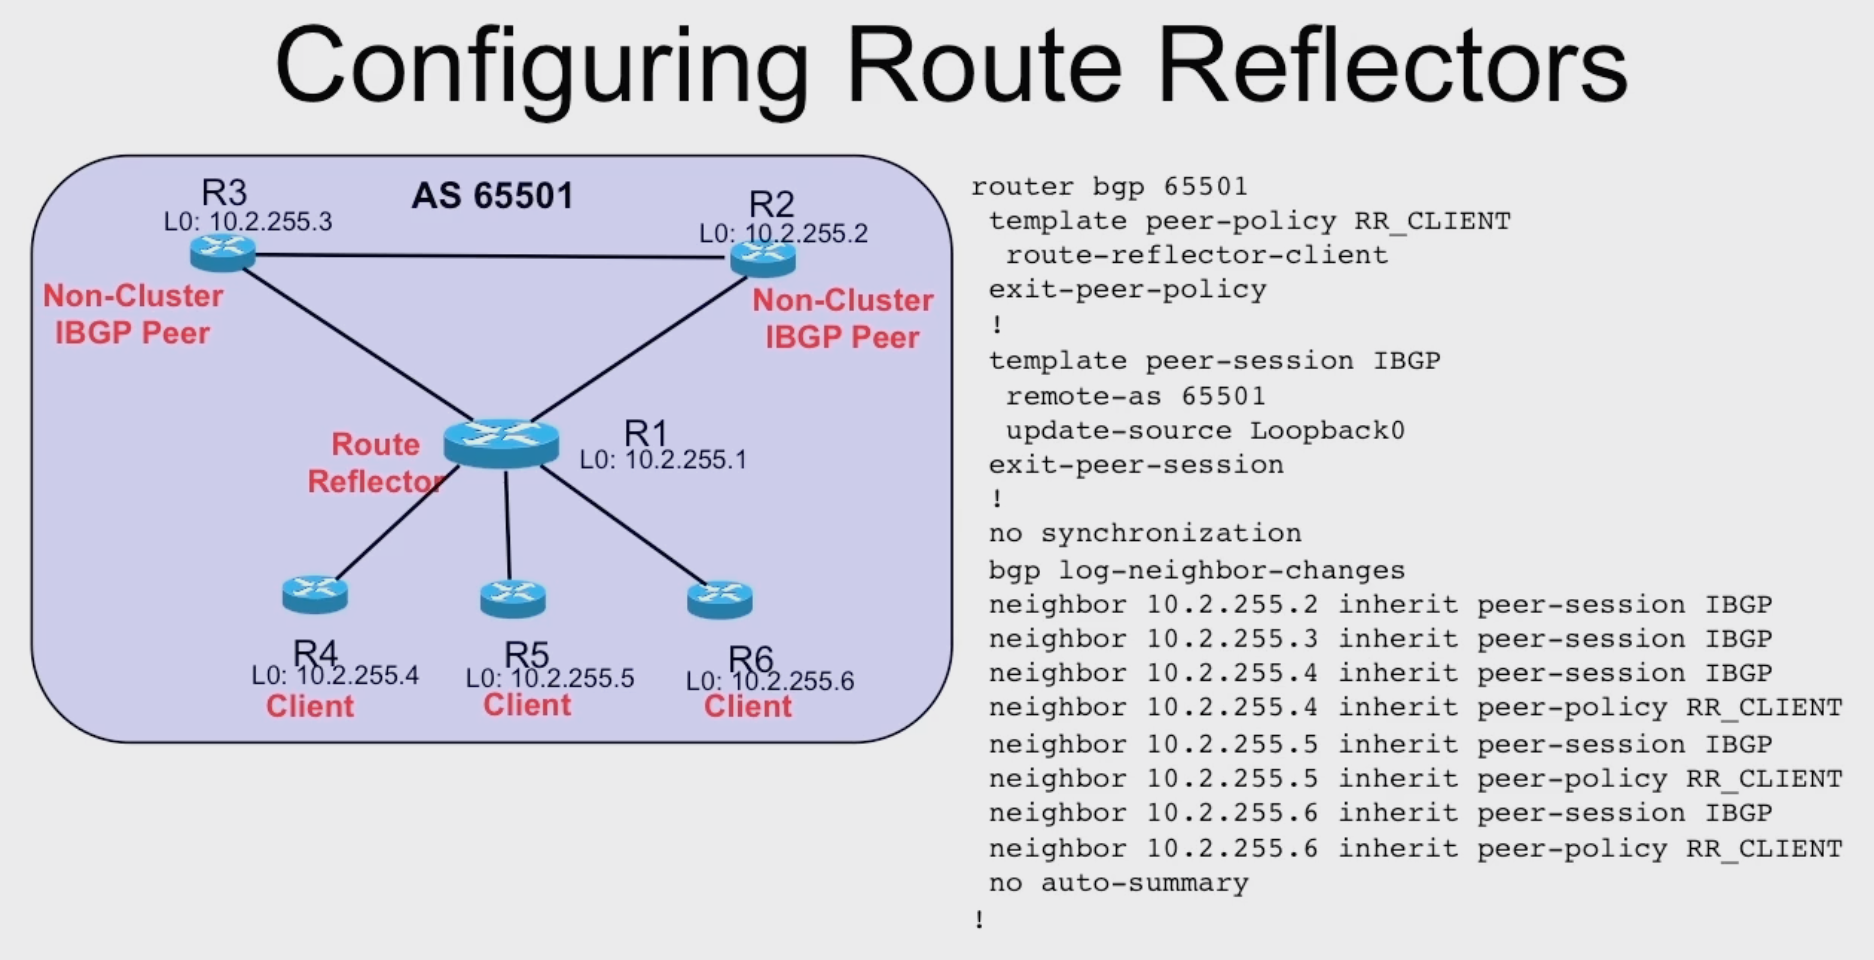 Configuring Route Reflectors
AS 65501
R3
L0: 10.2.255.3
R2
L0: 10.2.255.2
Non-Cluster
IBGP Peer
Non-Cluster
IBGP Peer
Route
Reflector
R1
L0: 10.2.255.1
R4
L0: 10.2.255.4
Client
R5
L0: 10.2.255.5
Client
R6
L0: 10.2.255.6
Client
router bgp 65501
template peer-policy RR_CLIENT
route-reflector-client
exit-peer-policy
!
template peer-session IBGP
remote-as 65501
update-source Loopback0
exit-peer-session
!
no synchronization
bgp log-neighbor-changes
neighbor 10.2.255.2 inherit peer-session IBGP
neighbor 10.2.255.3 inherit peer-session IBGP
neighbor 10.2.255.4 inherit peer-session IBGP
neighbor 10.2.255.4 inherit peer-policy RR_CLIENT
neighbor 10.2.255.5 inherit peer-session IBGP
neighbor 10.2.255.5 inherit peer-policy RR_CLIENT
neighbor 10.2.255.6 inherit peer-session IBGP
neighbor 10.2.255.6 inherit peer-policy RR_CLIENT
no auto-summary
!